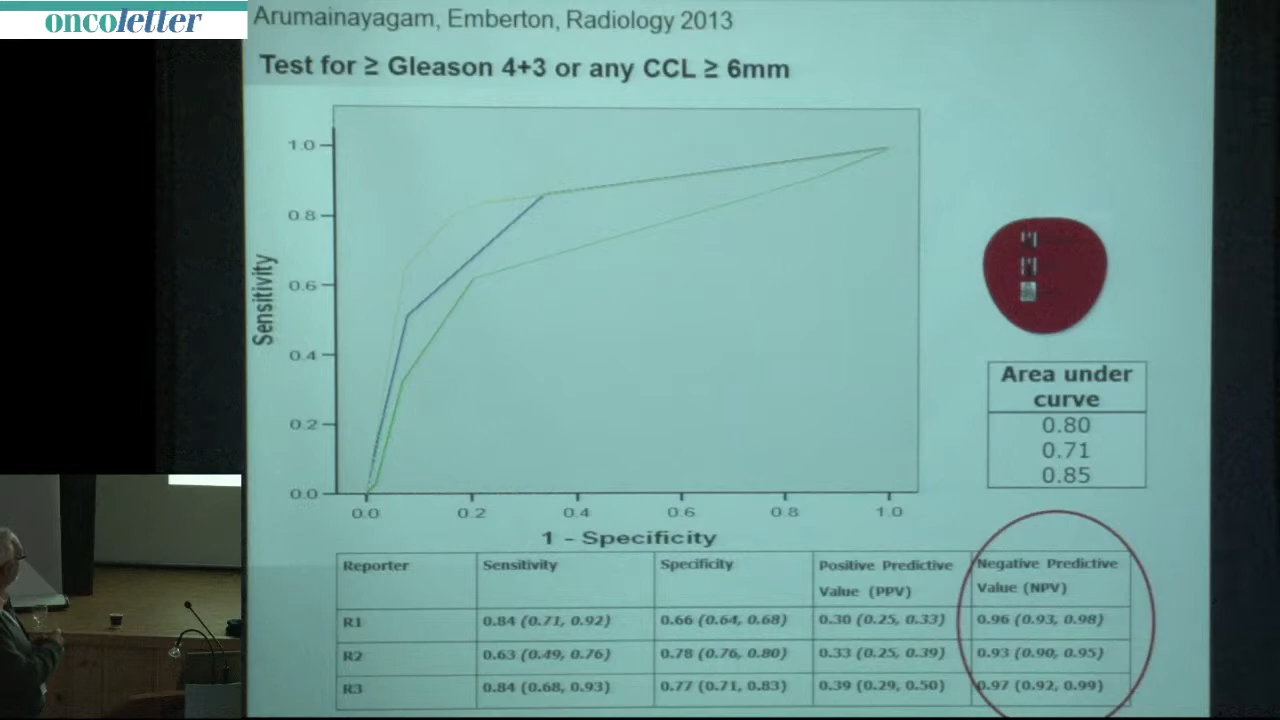 oncoletter
Arumainayagam, Emberton, Radiology 2013
Test for ≥ Gleason 4+3 or any CCL ≥ 6mm
1.0
0.8
0.6
0.4
0.2
0.0
Sensitivity
0.0 0.2 0.4 0.6 0.8 1.0
1 - Specificity
Area under
curve
0.80
0.71
0.85
Reporter Sensitivity Specificity Positive Predictive Negative Predictive
Value (PPV) Value (NPV)
R1 0.84 (0.71, 0.92) 0.66 (0.64, 0.68) 0.30 (0.25, 0.33) 0.96 (0.93, 0.98)
R2 0.63 (0.49, 0.76) 0.78 (0.76, 0.80) 0.33 (0.25, 0.39) 0.93 (0.90, 0.95)
R3 0.84 (0.68, 0.93) 0.77 (0.71, 0.83) 0.39 (0.29, 0.50) 0.97 (0.92, 0.99)